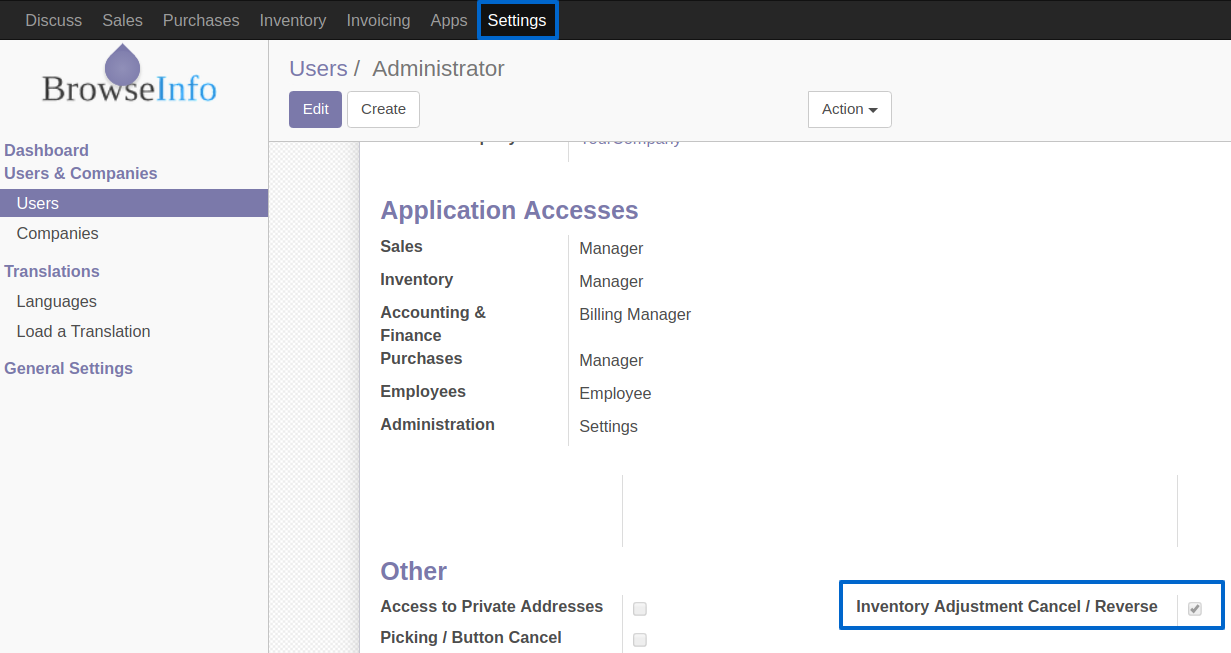 Discuss Sales Purchases Inventory Invoicing Apps Settings
BrowseInfo
Users / Administrator
Edit Create Action
Dashboard
Users & Companies
Users
Companies
Translations
Languages
Load a Translation
General Settings
Application Accesses
Sales Manager
Inventory Manager
Accounting & Finance Billing Manager
Purchases Manager
Employees Employee
Administration Settings
Other
Access to Private Addresses
Inventory Adjustment Cancel / Reverse
Picking / Button Cancel